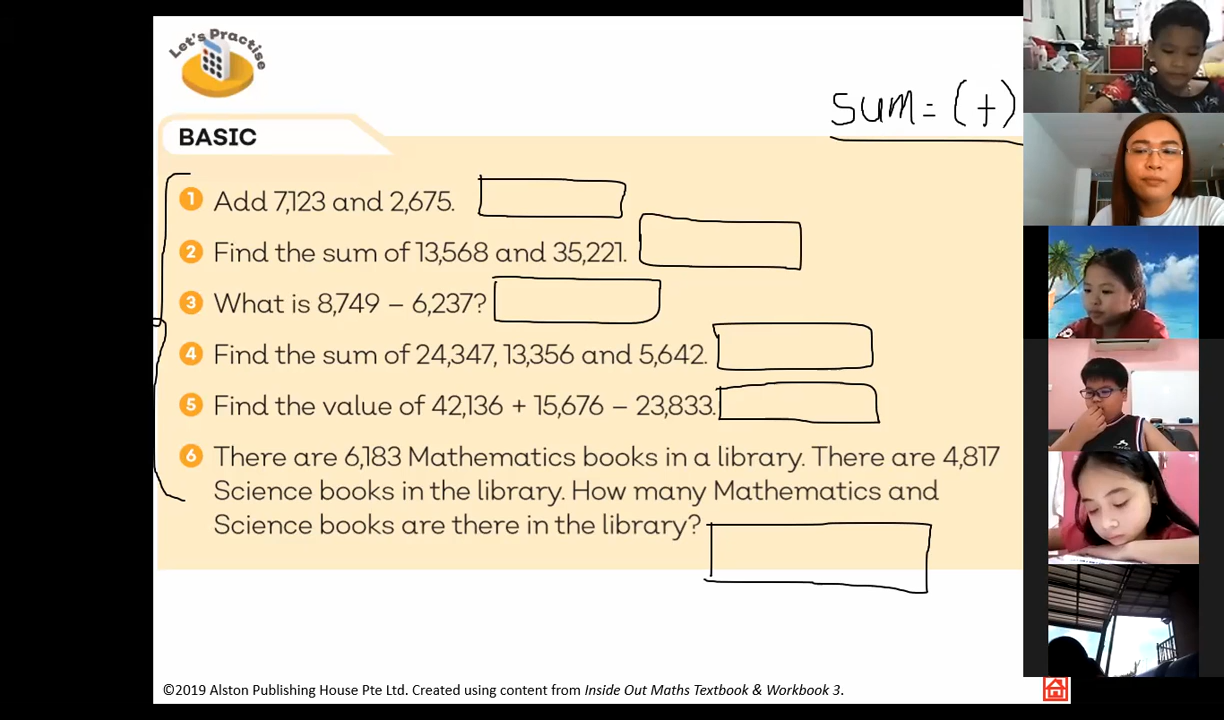 Let's Practise
sum = (+)
BASIC
1 Add 7,123 and 2,675.
2 Find the sum of 13,568 and 35,221.
3 What is 8,749 – 6,237?
4 Find the sum of 24,347, 13,356 and 5,642.
5 Find the value of 42,136 + 15,676 – 23,833.
6 There are 6,183 Mathematics books in a library. There are 4,817
Science books in the library. How many Mathematics and
Science books are there in the library?
©2019 Alston Publishing House Pte Ltd. Created using content from Inside Out Maths Textbook & Workbook 3.